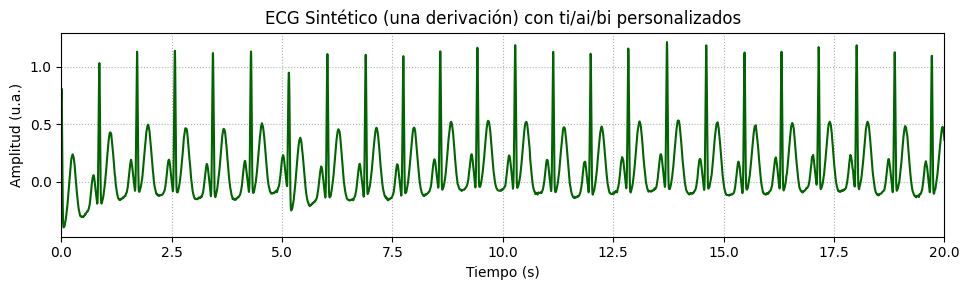 ECG Sintético (una derivación) con ti/ai/bi personalizados
Amplitud (u.a.)
1.0
0.5
0.0
0.0 2.5 5.0 7.5 10.0 12.5 15.0 17.5 20.0
Tiempo (s)